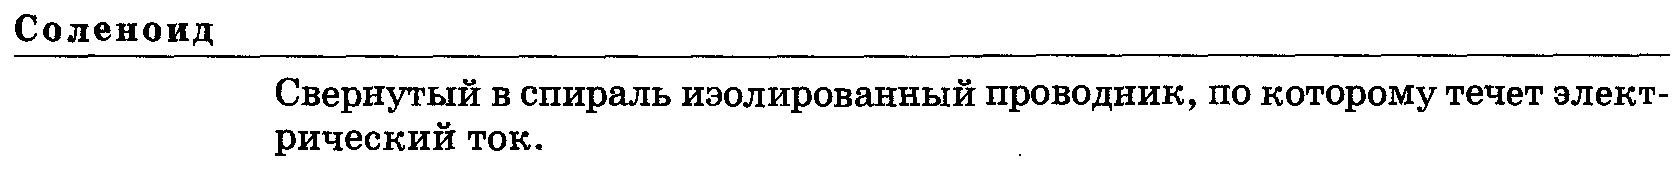 Соленоид
Свернутый в спираль изолированный проводник, по которому течет элект-
рический ток.